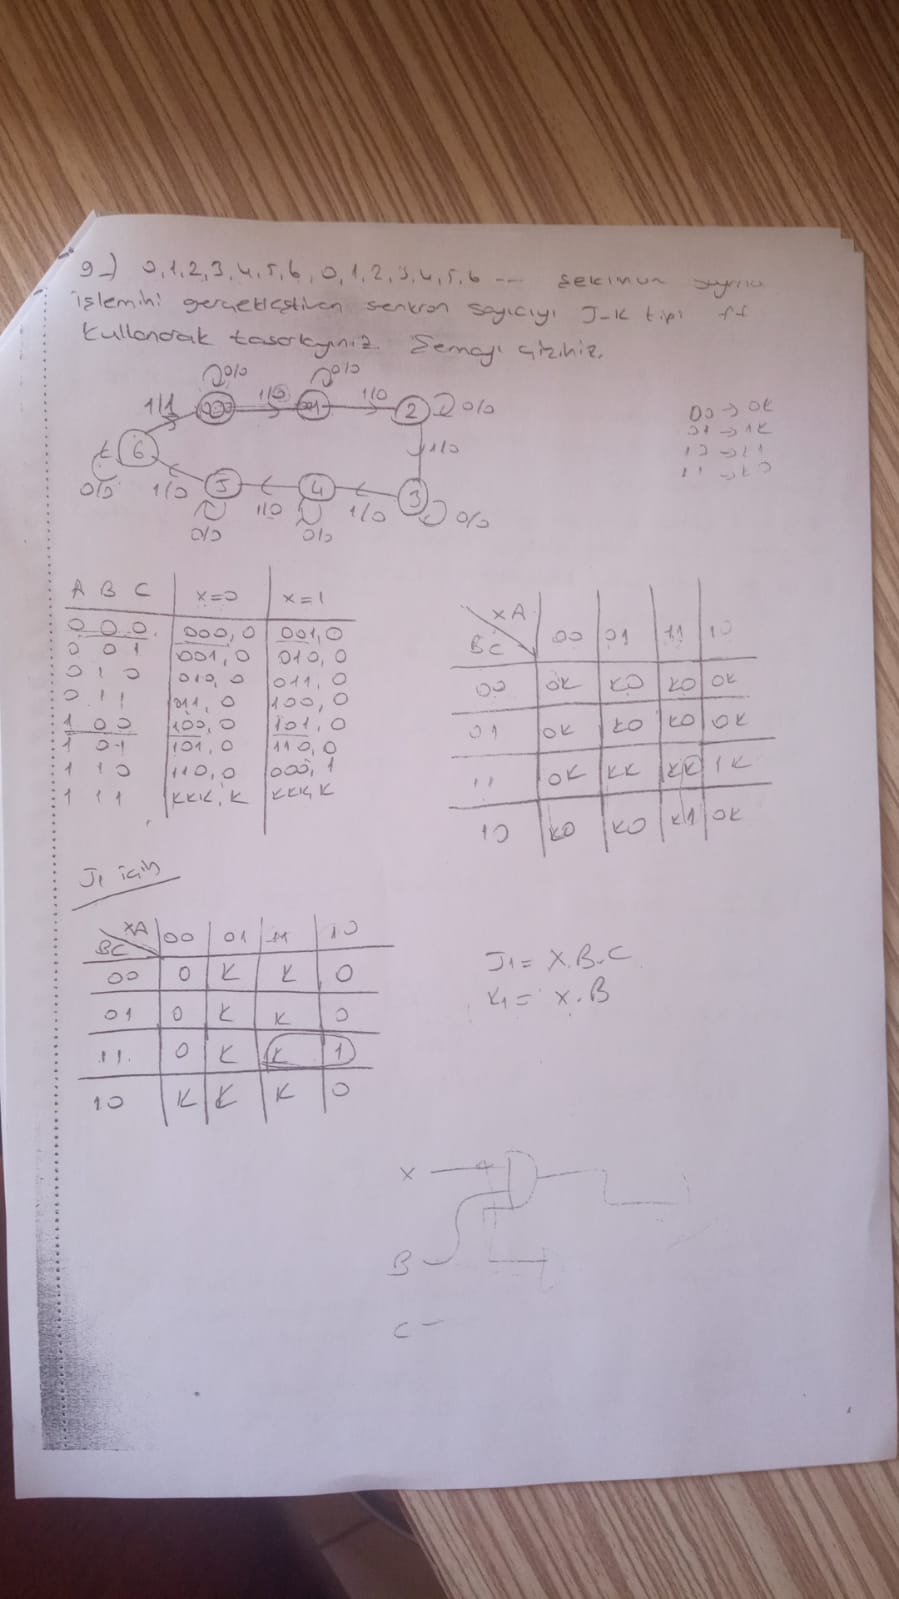 9-) 0,1,2,3,4,5,6,0,1,2,3,4,5,6 --- şeklinde
işlemini gerçekleştiren senkron sayıcıyı J-K tipi ff
kullanarak tasarlayınız. Şemayı çiziniz.
0/0 0/0
1/1 000 1/0 001 1/0 2 0/0
00 → 0K
01 → 1K
10 → K1
11 → K0
6 1/0
0/0 1/0 5 1/0 4 1/0 3 0/0
0/0 0/0
A B C x=0 x=1
0 0 0 000,0 001,0
0 0 1 001,0 010,0
0 1 0 010,0 011,0
0 1 1 011,0 100,0
1 0 0 100,0 101,0
1 0 1 101,0 110,0
1 1 0 110,0 000,1
1 1 1 KKK,K KKK,K
XA
BC 00 01 11 10
00 0K K0 K0 0K
01 0K K0 K0 0K
11 0K KK KK 1K
10 K0 K0 K1 0K
J1 için
XA
BC 00 01 11 10
00 0 K K 0
01 0 K K 0
11 0 K K 1
10 K K K 0
J1 = X.B.C
K1 = X.B
X
B
C